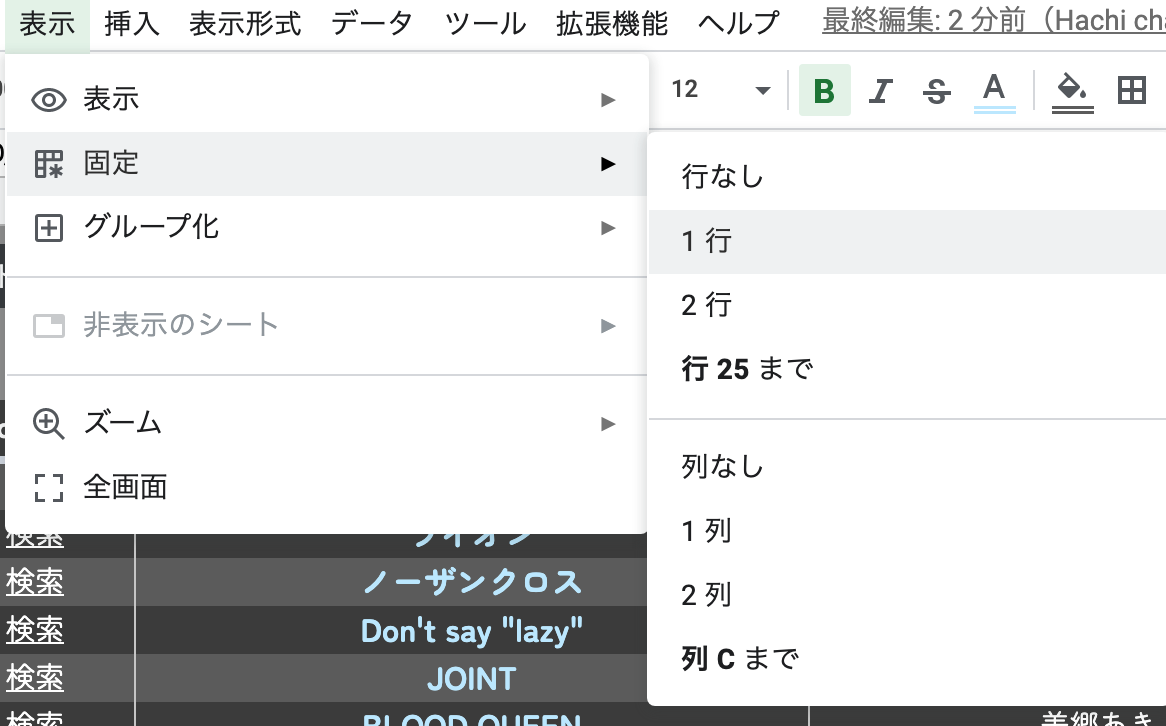 表示 挿入 表示形式 データ ツール 拡張機能 ヘルプ 最終編集: 2 分前（Hachi cha
12 B I S A
表示
固定
グループ化
非表示のシート
ズーム
全画面
行なし
1 行
2 行
行 25 まで
列なし
1 列
2 列
列 C まで
検索 ライオン
検索 ノーザンクロス
検索 Don't say "lazy"
検索 JOINT
検索 BLOOD QUEEN 美郷あき